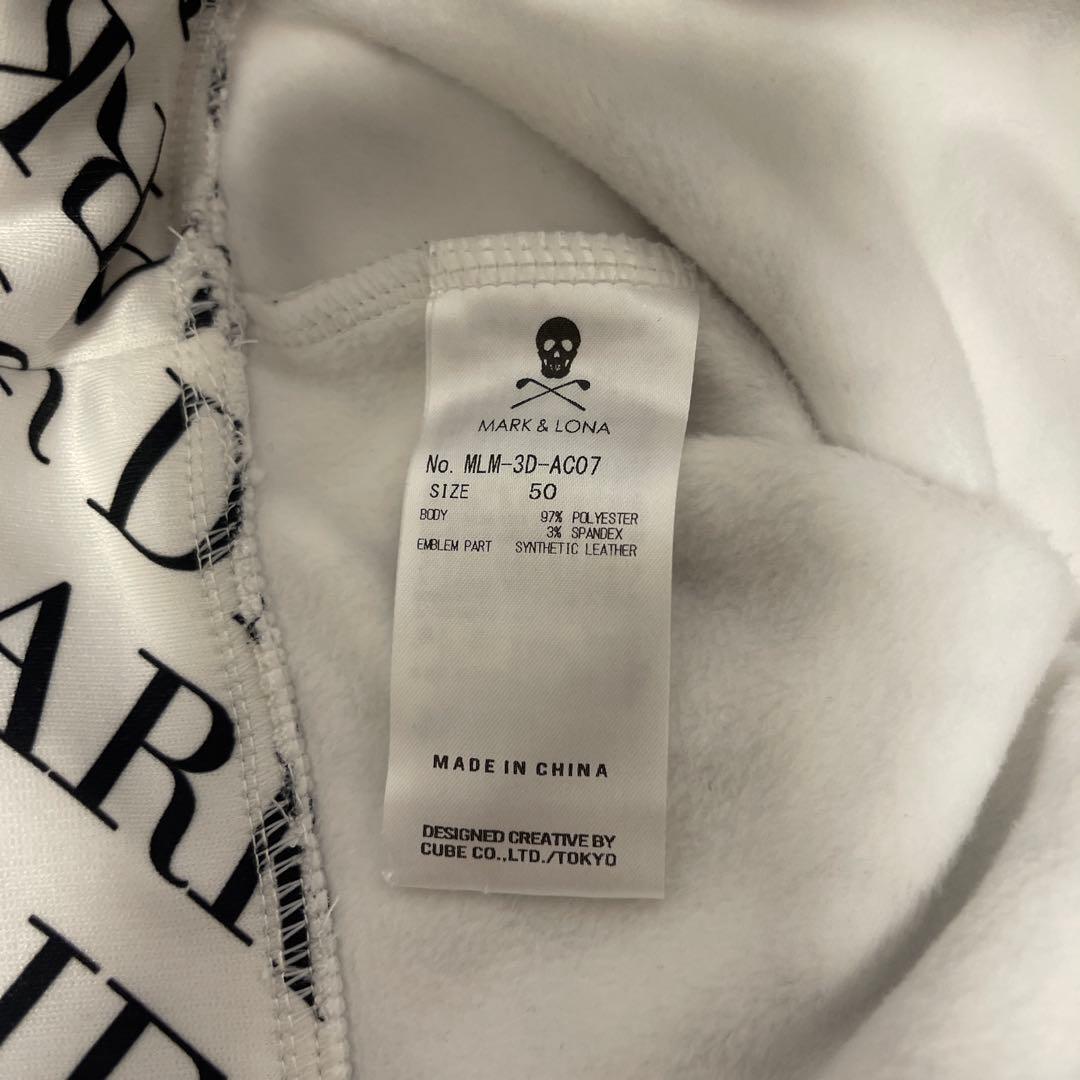 MARK & LONA
No. MLM-3D-AC07
SIZE 50
BODY 97% POLYESTER
3% SPANDEX
EMBLEM PART SYNTHETIC LEATHER
MADE IN CHINA
DESIGNED CREATIVE BY
CUBE CO.,LTD./TOKYO